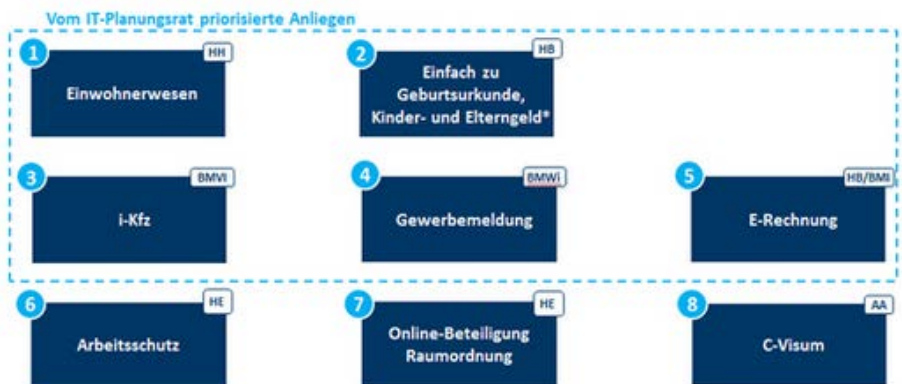 Vom IT-Planungsrat priorisierte Anliegen
1
HH
Einwohnerwesen
2
HB
Einfach zu
Geburtsurkunde,
Kinder- und Elterngeld*
3
BMVI
i-Kfz
4
BMWi
Gewerbemeldung
5
HB/BMI
E-Rechnung
6
HE
Arbeitsschutz
7
HE
Online-Beteiligung
Raumordnung
8
AA
C-Visum